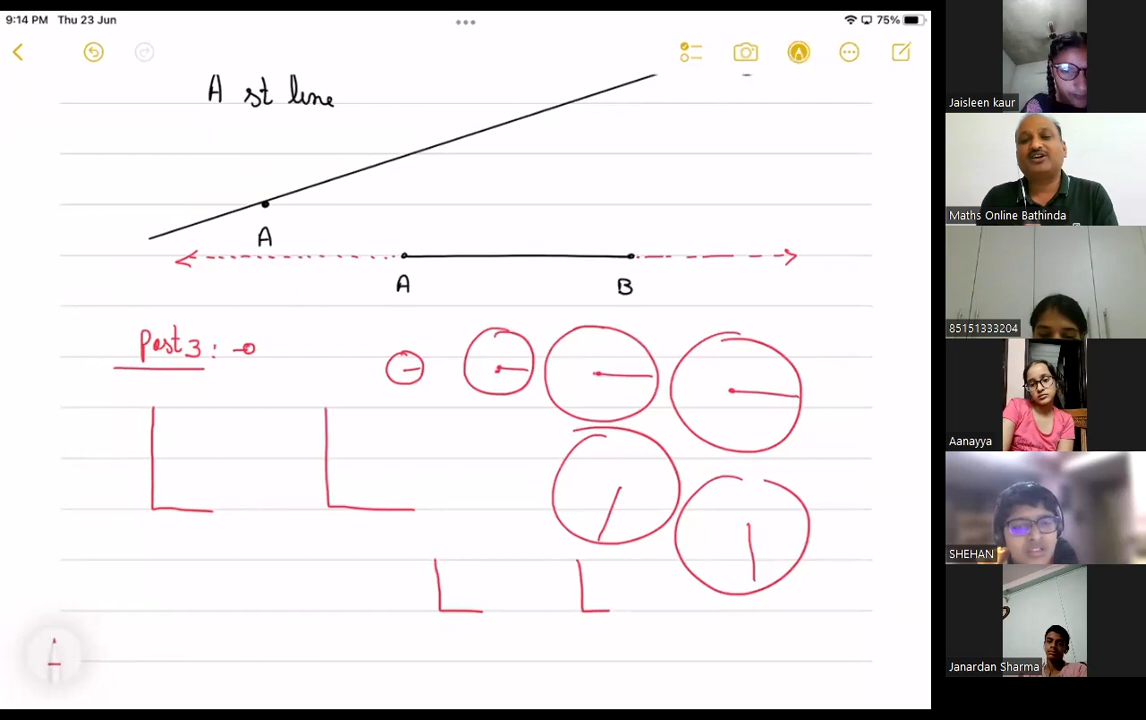 9:14 PM Thu 23 Jun
75%
A st line
A
A
B
Post 3 :
Jaisleen kaur
Maths Online Bathinda
85151333204
Aanayya
SHEHAN
Janardan Sharma